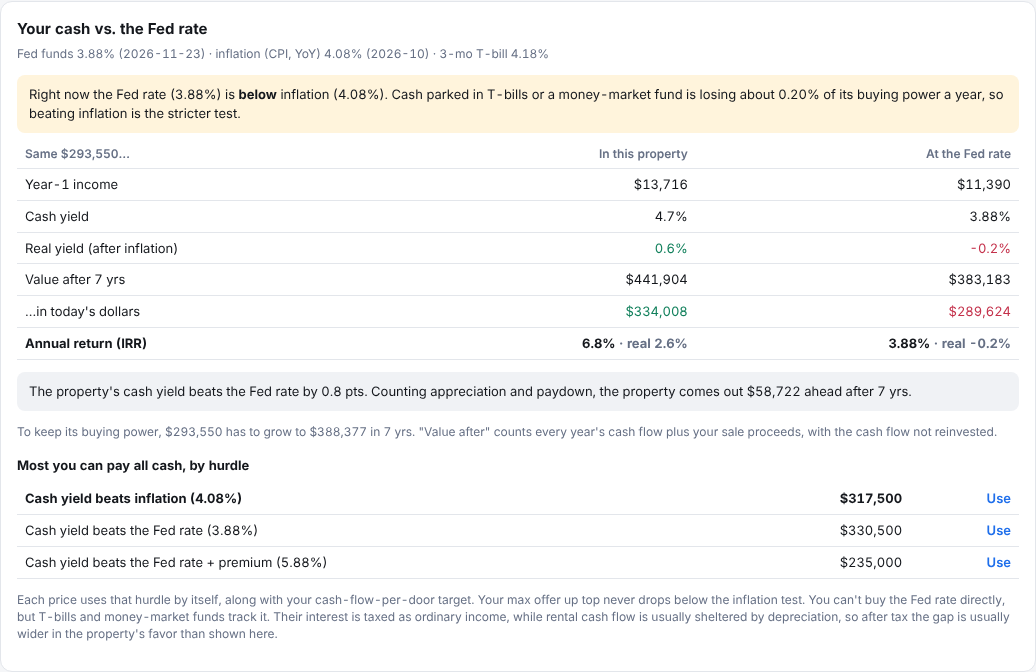 Your cash vs. the Fed rate
Fed funds 3.88% (2026-11-23) · inflation (CPI, YoY) 4.08% (2026-10) · 3-mo T-bill 4.18%
Right now the Fed rate (3.88%) is below inflation (4.08%). Cash parked in T-bills or a money-market fund is losing about 0.20% of its buying power a year, so
beating inflation is the stricter test.
Same $293,550... In this property At the Fed rate
Year-1 income $13,716 $11,390
Cash yield 4.7% 3.88%
Real yield (after inflation) 0.6% -0.2%
Value after 7 yrs $441,904 $383,183
...in today's dollars $334,008 $289,624
Annual return (IRR) 6.8% · real 2.6% 3.88% · real -0.2%
The property's cash yield beats the Fed rate by 0.8 pts. Counting appreciation and paydown, the property comes out $58,722 ahead after 7 yrs.
To keep its buying power, $293,550 has to grow to $388,377 in 7 yrs. "Value after" counts every year's cash flow plus your sale proceeds, with the cash flow not reinvested.
Most you can pay all cash, by hurdle
Cash yield beats inflation (4.08%) $317,500 Use
Cash yield beats the Fed rate (3.88%) $330,500 Use
Cash yield beats the Fed rate + premium (5.88%) $235,000 Use
Each price uses that hurdle by itself, along with your cash-flow-per-door target. Your max offer up top never drops below the inflation test. You can't buy the Fed rate directly,
but T-bills and money-market funds track it. Their interest is taxed as ordinary income, while rental cash flow is usually sheltered by depreciation, so after tax the gap is usually
wider in the property's favor than shown here.